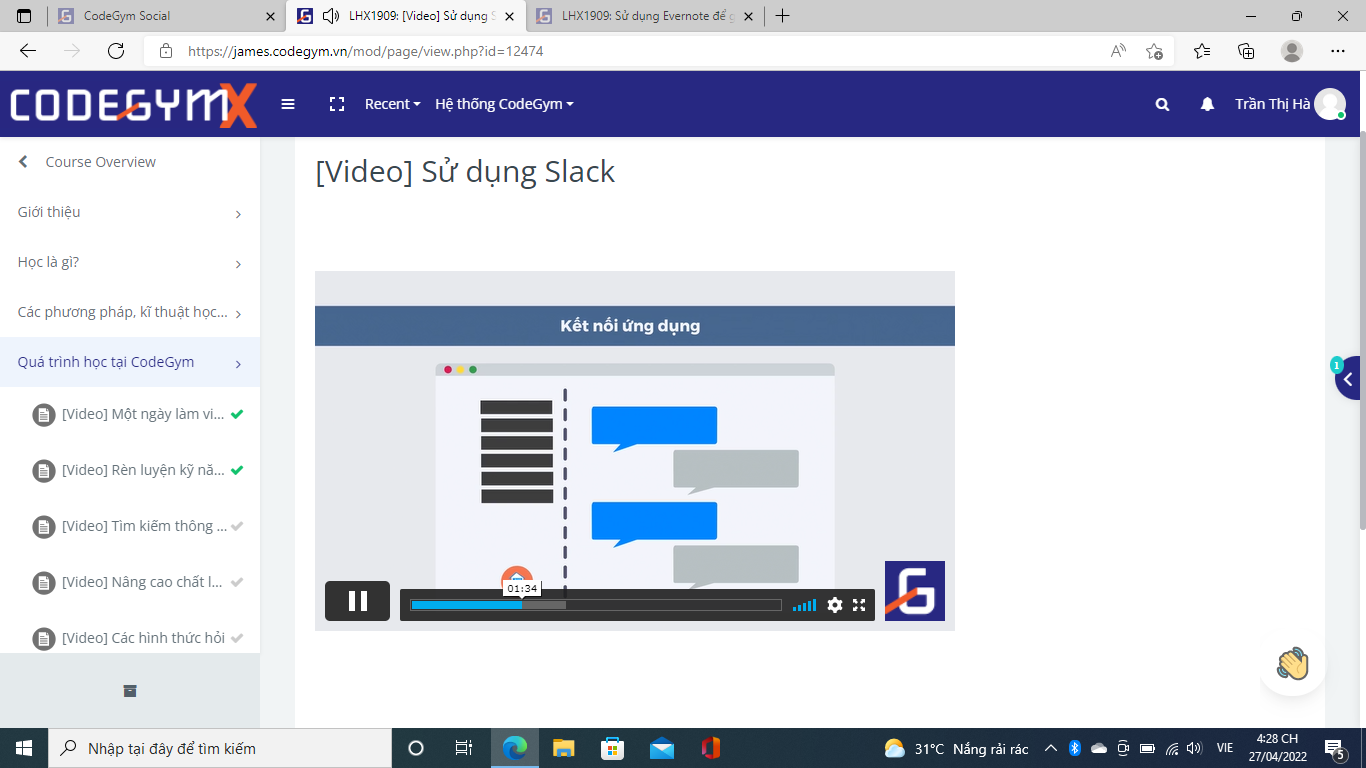 CodeGym Social
LHX1909: [Video] Sử dụng S
LHX1909: Sử dụng Evernote để g
https://james.codegym.vn/mod/page/view.php?id=12474
CODEGYMX
Recent
Hệ thống CodeGym
Trần Thị Hà
Course Overview
Giới thiệu
Học là gì?
Các phương pháp, kĩ thuật học...
Quá trình học tại CodeGym
[Video] Một ngày làm vi...
[Video] Rèn luyện kỹ nă...
[Video] Tìm kiếm thông ...
[Video] Nâng cao chất l...
[Video] Các hình thức hỏi
[Video] Sử dụng Slack
Kết nối ứng dụng
01:34
1
Nhập tại đây để tìm kiếm
31°C Nắng rải rác
VIE
4:28 CH
27/04/2022
5